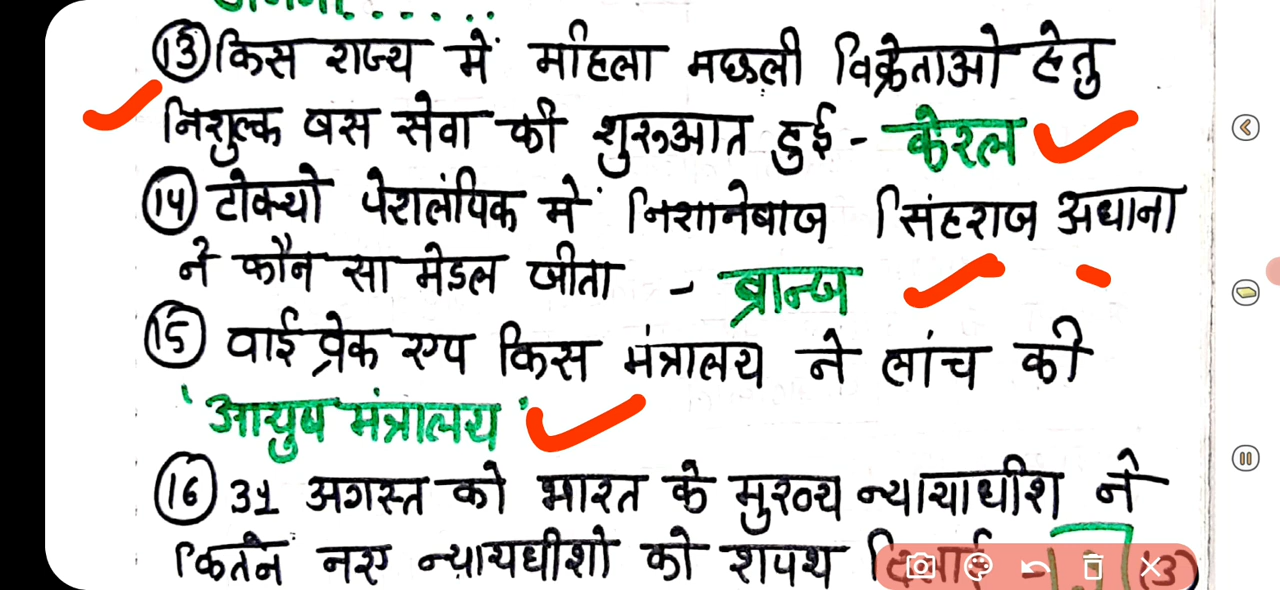 ⑬ किस राज्य में महिला मछली विक्रेताओ हेतु
निशुल्क बस सेवा की शुरुआत हुई - केरल
⑭ टोक्यो पेरालंपिक में निशानेबाज सिंहराज अधाना
ने कौन सा मेडल जीता - ब्रान्ज
⑮ वाई ब्रेक एप किस मंत्रालय ने लांच की
'आयुष मंत्रालय'
⑯ 31 अगस्त को भारत के मुख्य न्यायाधीश ने
कितने नए न्यायधीशो को शपथ दिलाई - (3)